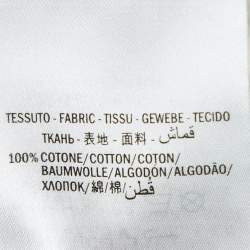 TESSUTO - FABRIC - TISSU - GEWEBE - TECIDO
ТКАНЬ - 表地 - 面料 - قماش
100% COTONE/COTTON/COTON/
BAUMWOLLE/ALGODÓN/ALGODÃO/
ХЛОПОК/綿/棉/قطن